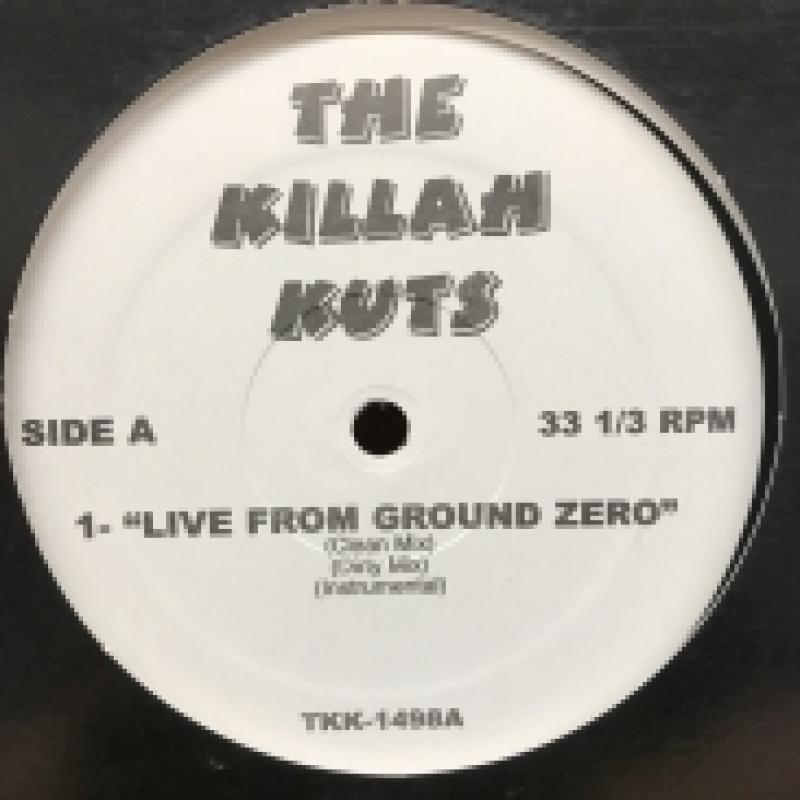 THE
KILLAH
KUTS
SIDE A
33 1/3 RPM
1- “LIVE FROM GROUND ZERO”
(Clean Mix)
(Dirty Mix)
(Instrumental)
TKK-1498A